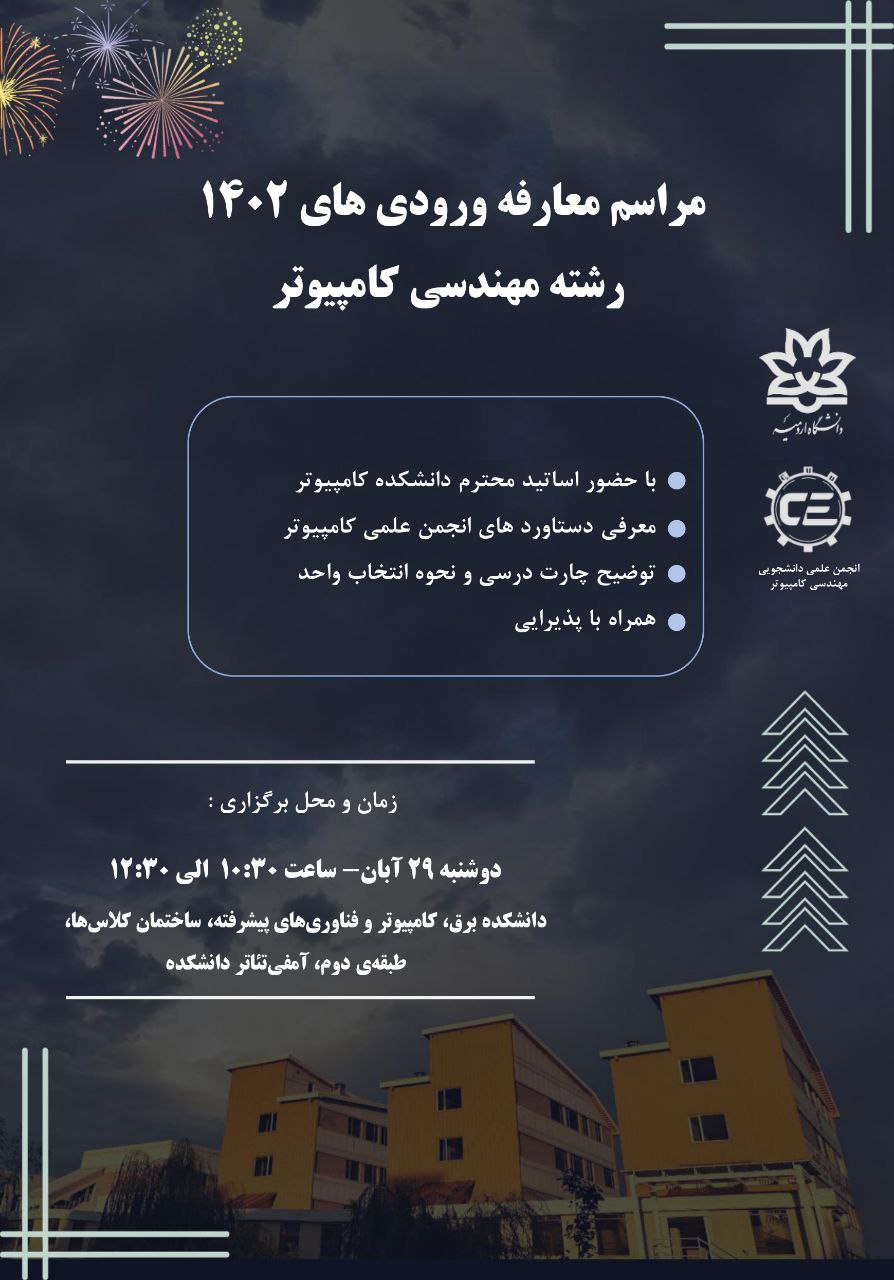 مراسم معارفه ورودی های ۱۴۰۲
رشته مهندسی کامپیوتر
دانشگاه ارومیه
CE
انجمن علمی دانشجویی
مهندسی کامپیوتر
با حضور اساتید محترم دانشکده کامپیوتر
معرفی دستاورد های انجمن علمی کامپیوتر
توضیح چارت درسی و نحوه انتخاب واحد
همراه با پذیرایی
زمان و محل برگزاری :
دوشنبه ۲۹ آبان- ساعت ۱۰:۳۰ الی ۱۲:۳۰
دانشکده برق، کامپیوتر و فناوری‌های پیشرفته، ساختمان کلاس‌ها،
طبقه‌ی دوم، آمفی‌تئاتر دانشکده